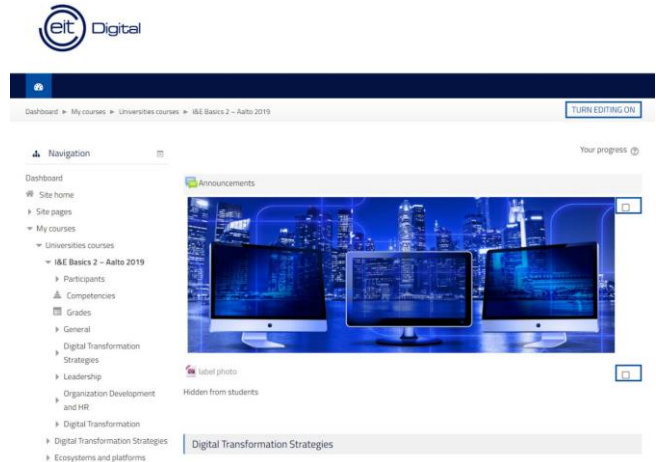 eit Digital
Dashboard ► My courses ► Universities courses ► I&E Basics 2 – Aalto 2019
TURN EDITING ON
Navigation
Your progress
Dashboard
Site home
Site pages
My courses
Universities courses
I&E Basics 2 – Aalto 2019
Participants
Competencies
Grades
General
Digital Transformation
Strategies
Leadership
Organization Development
and HR
Digital Transformation
Digital Transformation Strategies
Ecosystems and platforms
Announcements
label photo
Hidden from students
Digital Transformation Strategies